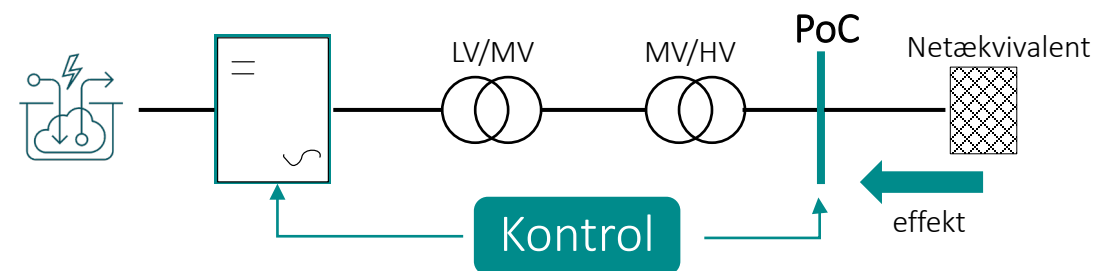 PoC
LV/MV
MV/HV
Netækvivalent
effekt
Kontrol